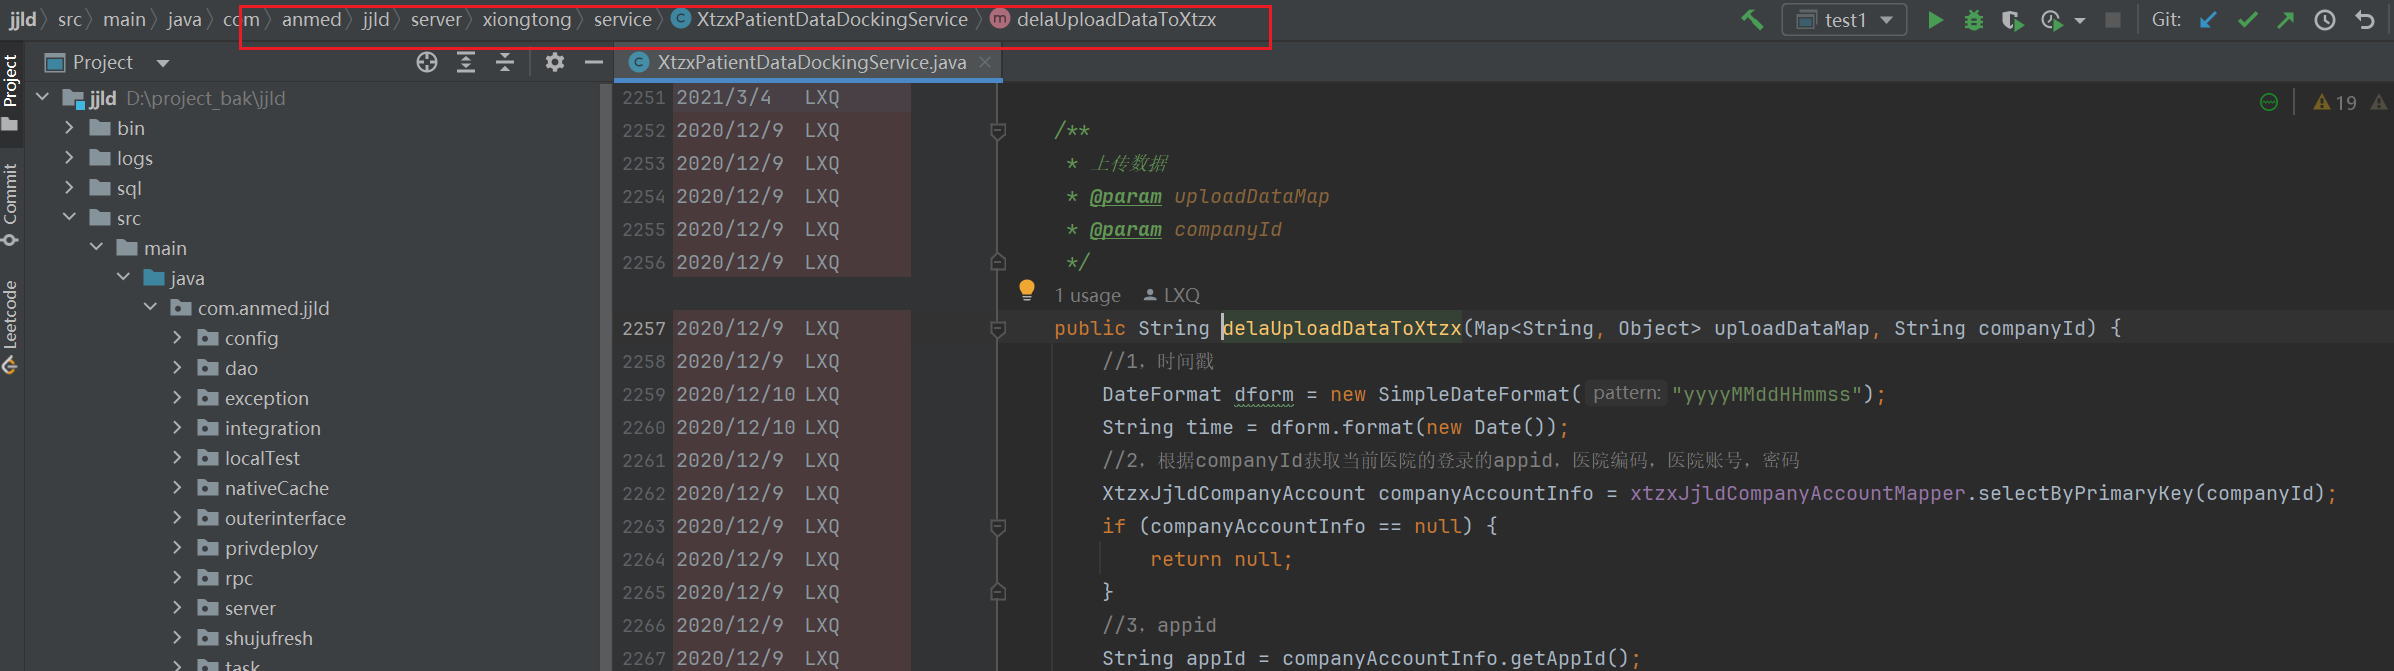 jjld src main java com anmed jjld server xiongtong service XtzxPatientDataDockingService delaUploadDataToXtzx test1 Git:
Project XtzxPatientDataDockingService.java
Project
Commit
Leetcode
jjld D:\project_bak\jjld
bin
logs
sql
src
main
java
com.anmed.jjld
config
dao
exception
integration
localTest
nativeCache
outerinterface
privdeploy
rpc
server
shujufresh
task
19
2251 2021/3/4 LXQ
2252 2020/12/9 LXQ /**
2253 2020/12/9 LXQ * 上传数据
2254 2020/12/9 LXQ * @param uploadDataMap
2255 2020/12/9 LXQ * @param companyId
2256 2020/12/9 LXQ */
1 usage LXQ
2257 2020/12/9 LXQ public String delaUploadDataToXtzx(Map<String, Object> uploadDataMap, String companyId) {
2258 2020/12/9 LXQ //1，时间戳
2259 2020/12/10 LXQ DateFormat dform = new SimpleDateFormat( pattern: "yyyyMMddHHmmss");
2260 2020/12/10 LXQ String time = dform.format(new Date());
2261 2020/12/9 LXQ //2，根据companyId获取当前医院的登录的appid，医院编码，医院账号，密码
2262 2020/12/9 LXQ XtzxJjldCompanyAccount companyAccountInfo = xtzxJjldCompanyAccountMapper.selectByPrimaryKey(companyId);
2263 2020/12/9 LXQ if (companyAccountInfo == null) {
2264 2020/12/9 LXQ return null;
2265 2020/12/9 LXQ }
2266 2020/12/9 LXQ //3，appid
2267 2020/12/9 LXQ String appId = companyAccountInfo.getAppId();